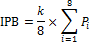 IPB = k/8 × ∑_{i=1}^{8} P_i